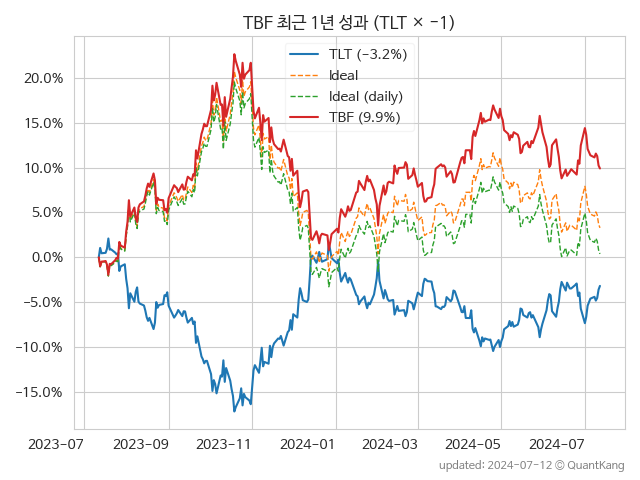 TBF 최근 1년 성과 (TLT × −1)
TLT (−3.2%)
Ideal
Ideal (daily)
TBF (9.9%)
20.0%
15.0%
10.0%
5.0%
0.0%
−5.0%
−10.0%
−15.0%
2023-07 2023-09 2023-11 2024-01 2024-03 2024-05 2024-07
updated: 2024-07-12 © QuantKang